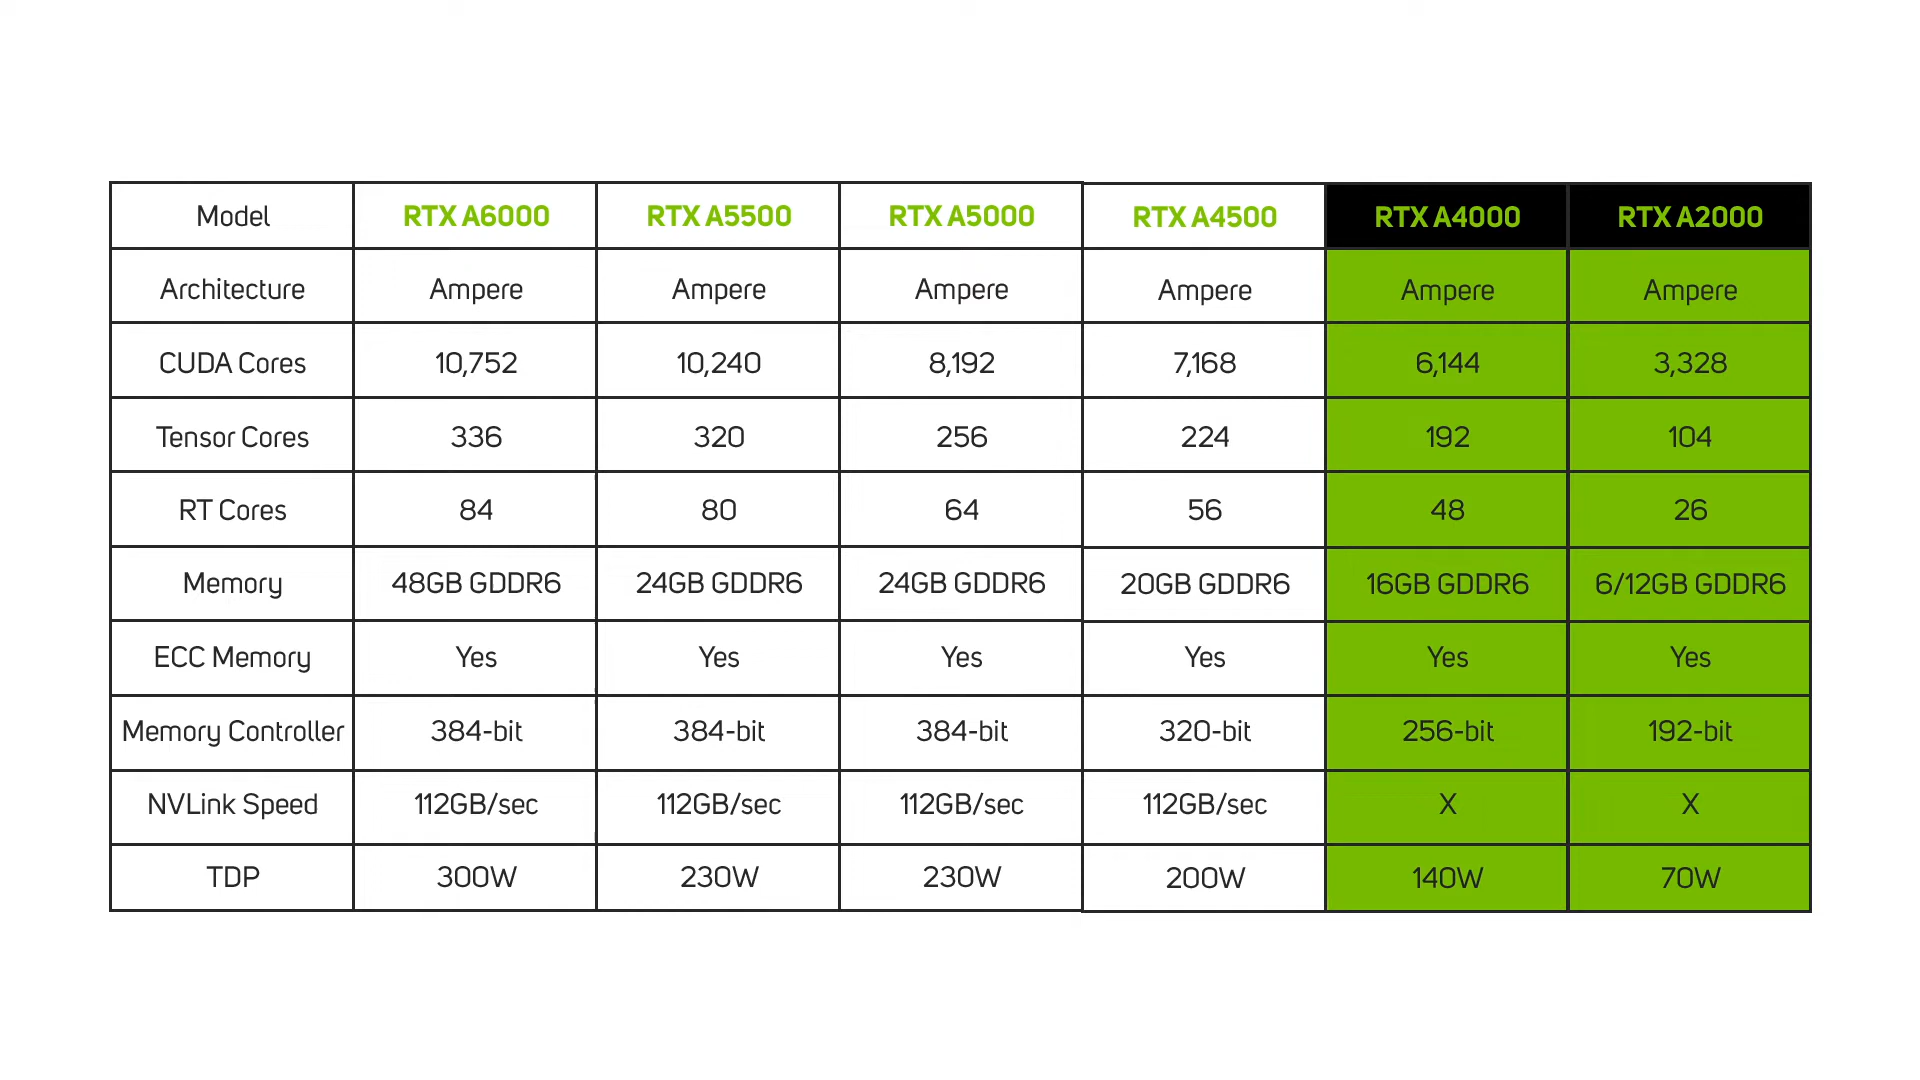 Model RTX A6000 RTX A5500 RTX A5000 RTX A4500 RTX A4000 RTX A2000
Architecture Ampere Ampere Ampere Ampere Ampere Ampere
CUDA Cores 10,752 10,240 8,192 7,168 6,144 3,328
Tensor Cores 336 320 256 224 192 104
RT Cores 84 80 64 56 48 26
Memory 48GB GDDR6 24GB GDDR6 24GB GDDR6 20GB GDDR6 16GB GDDR6 6/12GB GDDR6
ECC Memory Yes Yes Yes Yes Yes Yes
Memory Controller 384-bit 384-bit 384-bit 320-bit 256-bit 192-bit
NVLink Speed 112GB/sec 112GB/sec 112GB/sec 112GB/sec X X
TDP 300W 230W 230W 200W 140W 70W